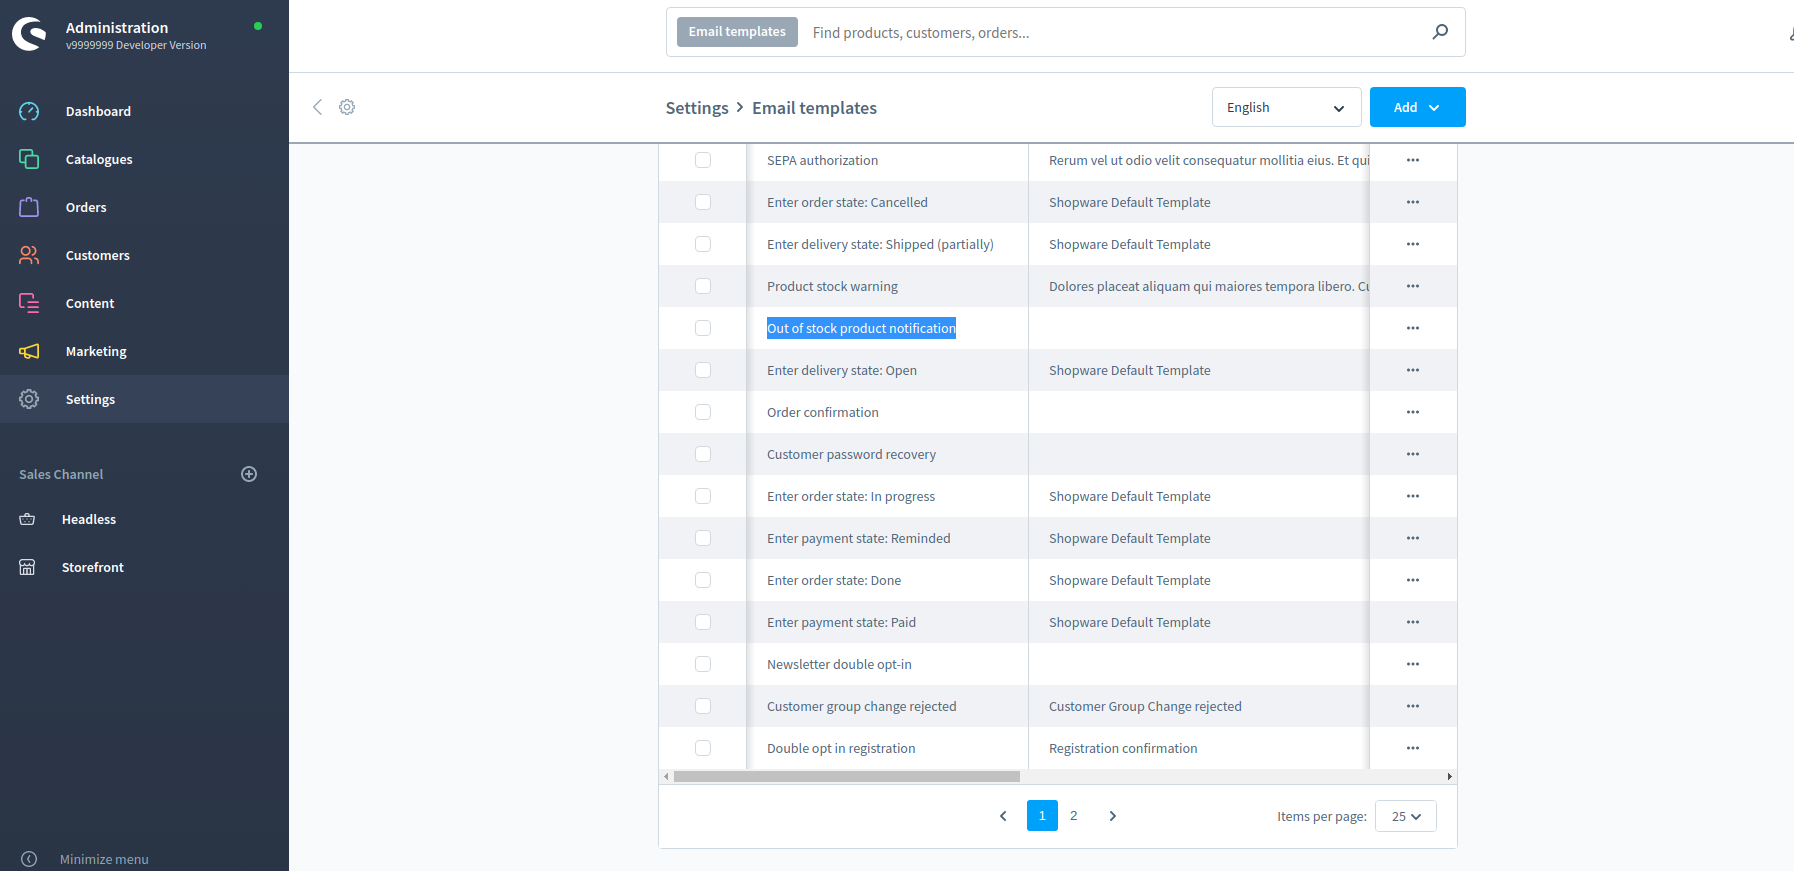 Administration
v9999999 Developer Version
Dashboard
Catalogues
Orders
Customers
Content
Marketing
Settings
Sales Channel
Headless
Storefront
Minimize menu
Email templates Find products, customers, orders...
Settings > Email templates
English
Add
SEPA authorization Rerum vel ut odio velit consequatur mollitia eius. Et qui
Enter order state: Cancelled Shopware Default Template
Enter delivery state: Shipped (partially) Shopware Default Template
Product stock warning Dolores placeat aliquam qui maiores tempora libero. Cu
Out of stock product notification
Enter delivery state: Open Shopware Default Template
Order confirmation
Customer password recovery
Enter order state: In progress Shopware Default Template
Enter payment state: Reminded Shopware Default Template
Enter order state: Done Shopware Default Template
Enter payment state: Paid Shopware Default Template
Newsletter double opt-in
Customer group change rejected Customer Group Change rejected
Double opt in registration Registration confirmation
1 2
Items per page: 25